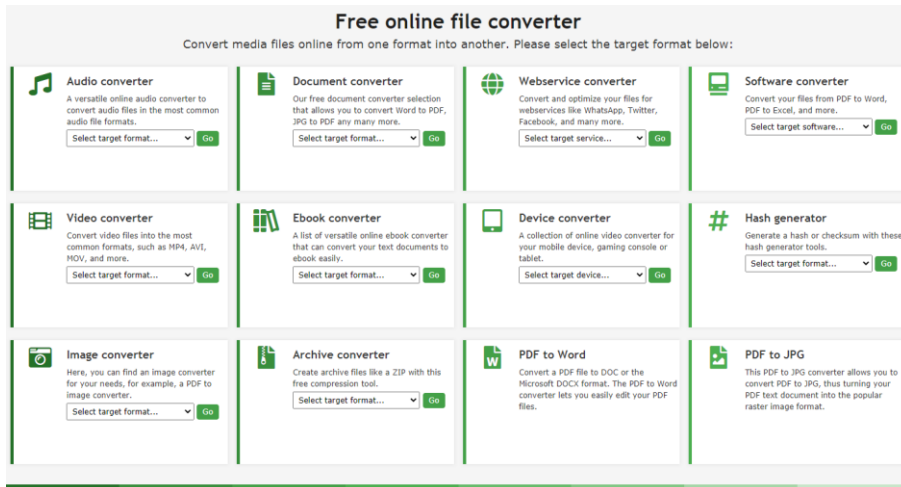 Free online file converter
Convert media files online from one format into another. Please select the target format below:
Audio converter
A versatile online audio converter to
convert audio files in the most common
audio file formats.
Select target format...
Go
Document converter
Our free document converter selection
that allows you to convert Word to PDF,
JPG to PDF any many more.
Select target format...
Go
Webservice converter
Convert and optimize your files for
webservices like WhatsApp, Twitter,
Facebook, and many more.
Select target service...
Go
Software converter
Convert your files from PDF to Word,
PDF to Excel, and more.
Select target software...
Go
Video converter
Convert video files into the most
common formats, such as MP4, AVI,
MOV, and more.
Select target format...
Go
Ebook converter
A list of versatile online ebook converter
that can convert your text documents to
ebook easily.
Select target format...
Go
Device converter
A collection of online video converter for
your mobile device, gaming console or
tablet.
Select target device...
Go
Hash generator
Generate a hash or checksum with these
hash generator tools.
Select target format...
Go
Image converter
Here, you can find an image converter
for your needs, for example, a PDF to
image converter.
Select target format...
Go
Archive converter
Create archive files like a ZIP with this
free compression tool.
Select target format...
Go
W
PDF to Word
Convert a PDF file to DOC or the
Microsoft DOCX format. The PDF to Word
converter lets you easily edit your PDF
files.
PDF to JPG
This PDF to JPG converter allows you to
convert PDF to JPG, thus turning your
PDF text document into the popular
raster image format.